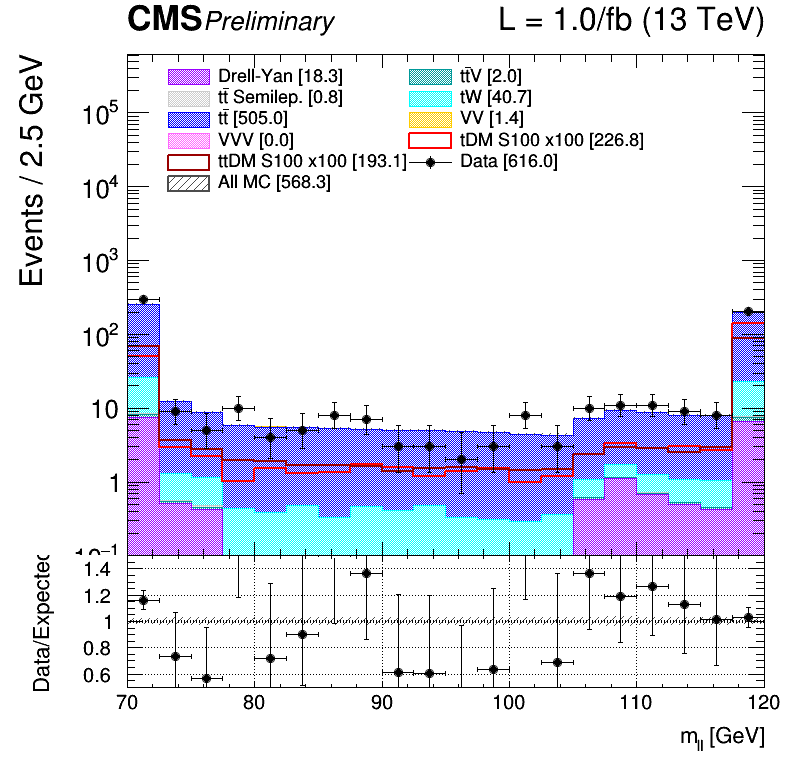 CMS Preliminary L = 1.0/fb (13 TeV)
Events / 2.5 GeV
Drell-Yan [18.3]
tt̄V [2.0]
tt̄ Semilep. [0.8]
tW [40.7]
tt̄ [505.0]
VV [1.4]
VVV [0.0]
tDM S100 x100 [226.8]
ttDM S100 x100 [193.1]
Data [616.0]
All MC [568.3]
10⁵
10⁴
10³
10²
10
1
10⁻¹
Data/Expected
1.4
1.2
1
0.8
0.6
70 80 90 100 110 120
m_ll [GeV]